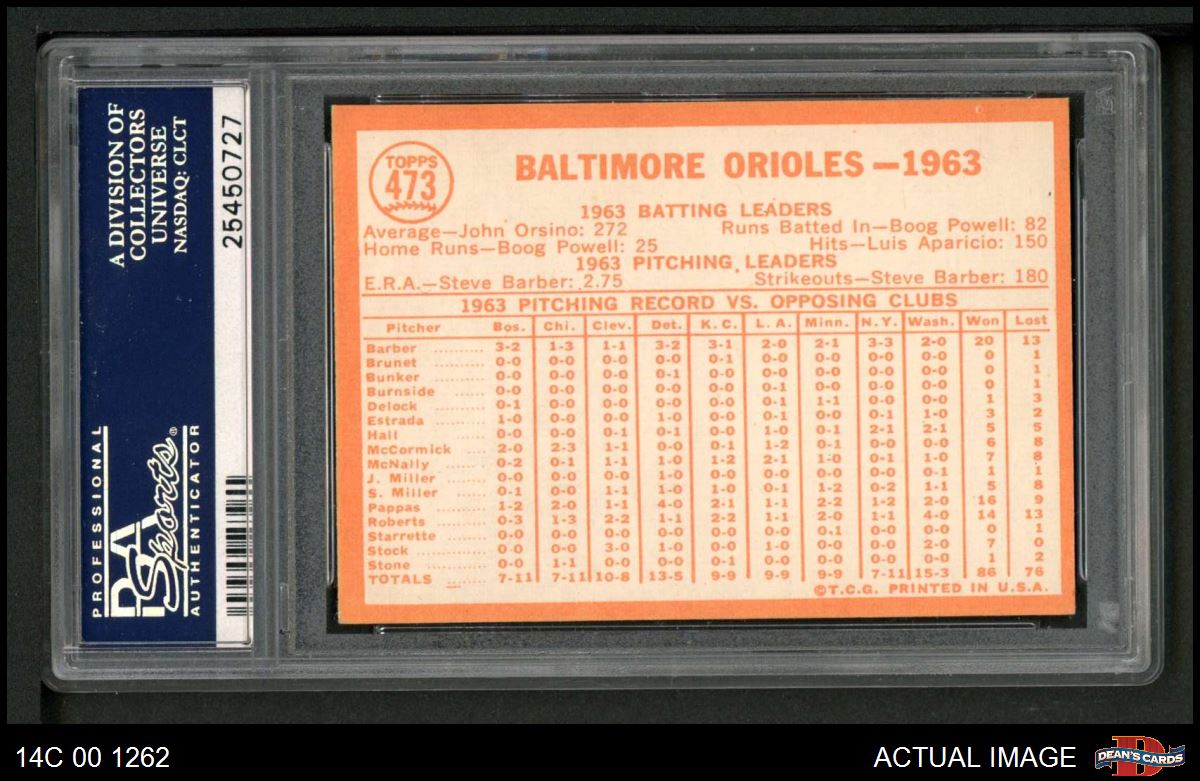 A DIVISION OF
COLLECTORS
UNIVERSE
NASDAQ: CLCT
25450727
PROFESSIONAL
PSA
Sports®
AUTHENTICATOR
TOPPS
473
BALTIMORE ORIOLES—1963
1963 BATTING LEADERS
Average—John Orsino: 272 Runs Batted In—Boog Powell: 82
Home Runs—Boog Powell: 25 Hits—Luis Aparicio: 150
1963 PITCHING LEADERS
E.R.A.—Steve Barber: 2.75 Strikeouts—Steve Barber: 180
1963 PITCHING RECORD VS. OPPOSING CLUBS
Pitcher Bos. Chi. Clev. Det. K. C. L. A. Minn. N.Y. Wash. Won Lost
Barber 3-2 1-3 1-1 3-2 3-1 2-0 2-1 3-3 2-0 20 13
Brunet 0-0 0-0 0-0 0-0 0-1 0-0 0-0 0-0 0-0 0 1
Bunker 0-0 0-0 0-0 0-1 0-0 0-0 0-0 0-0 0-0 0 1
Burnside 0-0 0-0 0-0 0-0 0-0 0-1 0-0 0-0 0-0 0 1
Delock 0-1 0-0 0-0 0-0 0-0 0-1 1-1 0-0 0-0 1 3
Estrada 1-0 0-0 0-0 1-0 0-0 0-1 0-0 0-1 1-0 3 2
Hall 0-0 0-0 0-1 0-1 0-0 1-0 0-1 2-1 2-1 5 5
McCormick 2-0 2-3 1-1 0-0 0-1 1-2 0-1 0-0 0-0 6 8
McNally 0-2 0-1 1-1 1-0 1-2 2-1 1-0 0-1 1-0 7 8
J. Miller 0-0 0-0 0-0 0-0 0-0 0-1 0-0 0-0 0-1 1 1
S. Miller 0-1 0-0 1-1 1-0 1-0 0-1 1-2 0-2 1-1 5 8
Pappas 1-2 2-0 1-1 4-0 2-1 1-1 2-2 1-2 2-0 16 9
Roberts 0-3 1-3 2-2 1-1 2-2 1-1 2-0 1-1 4-0 14 13
Starrette 0-0 0-0 0-0 0-0 0-0 0-0 0-1 0-0 0-0 0 1
Stock 0-0 0-0 3-0 1-0 0-0 1-0 0-0 0-0 2-0 7 0
Stone 0-0 1-1 0-0 0-0 0-1 0-0 0-0 0-0 0-0 1 2
TOTALS 7-11 7-11 10-8 13-5 9-9 9-9 9-9 7-11 15-3 86 76
©T.C.G. PRINTED IN U.S.A.
14C 00 1262
ACTUAL IMAGE
D
DEAN'S CARDS